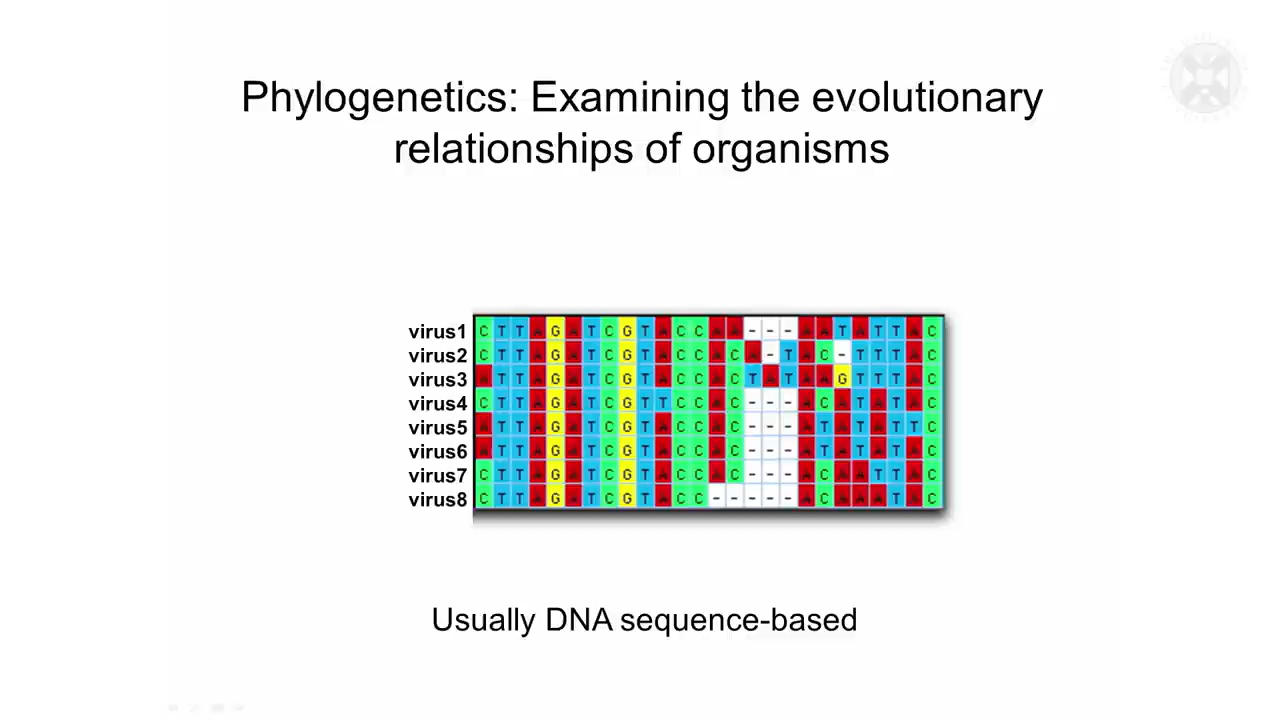 Phylogenetics: Examining the evolutionary
relationships of organisms
virus1 C T T A G A T C G T A C C A A - - - A A T A T T A C
virus2 C T T A G A T C G T A C C A C A - T A C - T T T A C
virus3 A T T A G A T C G T A C C A C T A T A A G T T T A C
virus4 C T T A G A T C G T T C C A C - - - A C A T A T A C
virus5 A T T A G A T C G T A C C A C - - - A T A T A T T C
virus6 A T T A G A T C G T A C C A C - - - A T A T A T A C
virus7 C T T A G A T C G T A C C A C - - - A C A A T T A C
virus8 C T T A G A T C G T A C C - - - - - A C A A A T A C
Usually DNA sequence-based